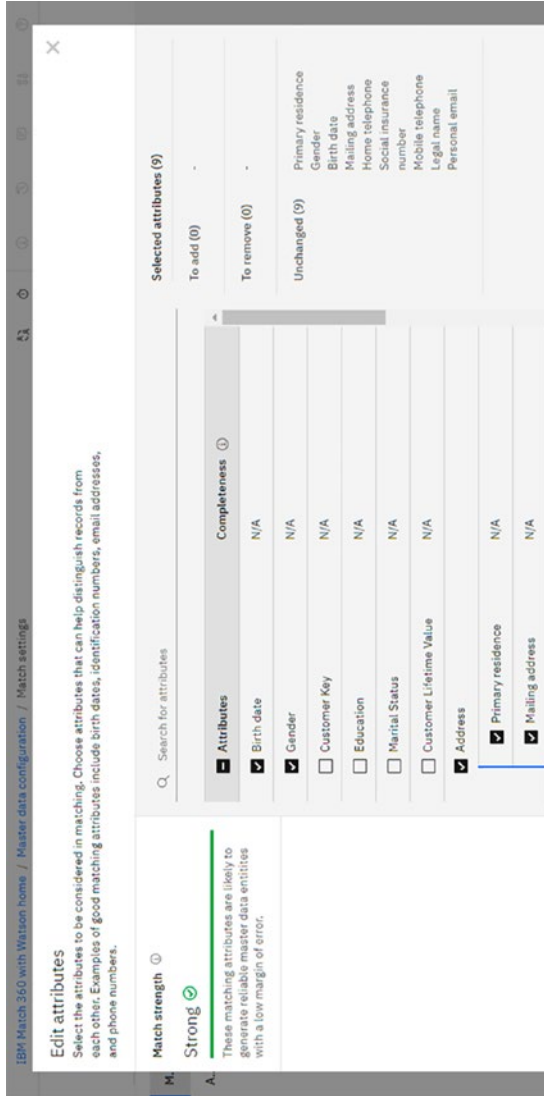 IBM Match 360 with Watson home / Master data configuration / Match settings
Edit attributes
Select the attributes to be considered in matching. Choose attributes that can help distinguish records from
each other. Examples of good matching attributes include birth dates, identification numbers, email addresses,
and phone numbers.
M.
A.
Match strength
Strong
These matching attributes are likely to
generate reliable master data entitites
with a low margin of error.
Search for attributes
Attributes Completeness
Birth date N/A
Gender N/A
Customer Key N/A
Education N/A
Marital Status N/A
Customer Lifetime Value N/A
Address
Primary residence N/A
Mailing address N/A
Selected attributes (9)
To add (0) -
To remove (0) -
Unchanged (9) Primary residence
Gender
Birth date
Mailing address
Home telephone
Social insurance
number
Mobile telephone
Legal name
Personal email